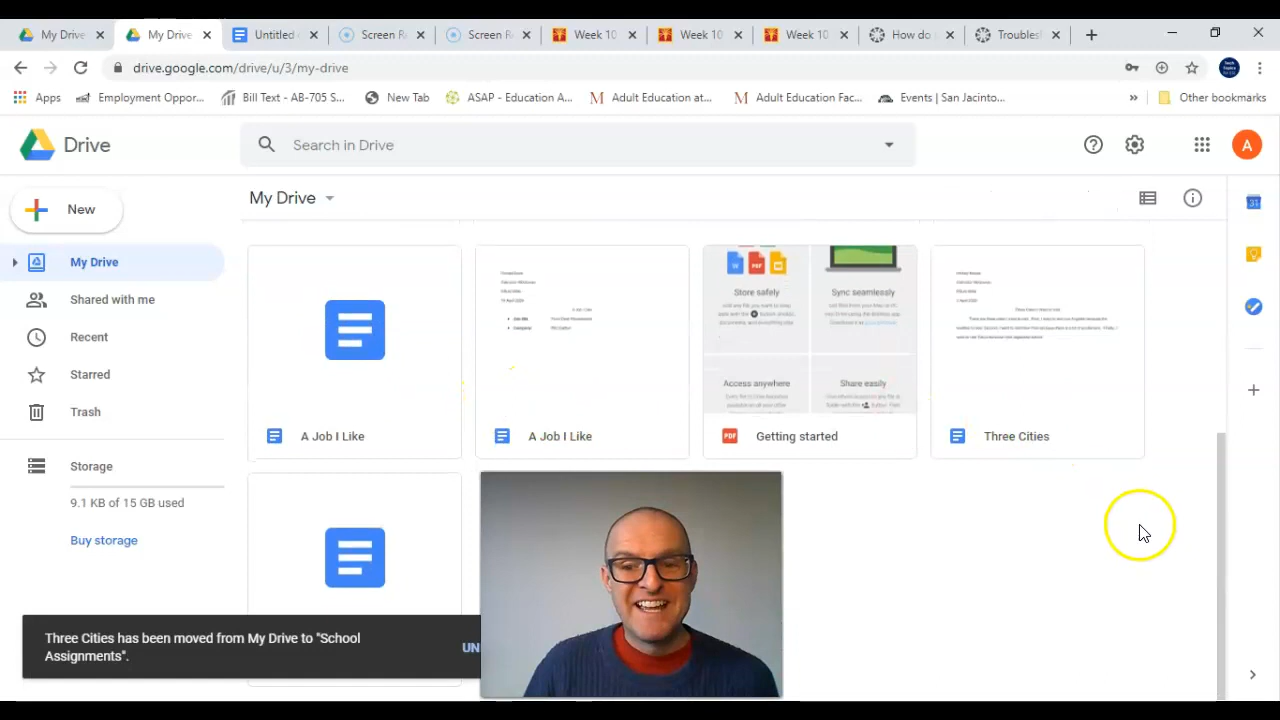 My Drive
My Drive
Untitled
Screen R
Screen R
Week 10
Week 10
Week 10
How do
Troubles
drive.google.com/drive/u/3/my-drive
Apps
Employment Oppor...
Bill Text - AB-705 S...
New Tab
ASAP - Education A...
Adult Education at...
Adult Education Fac...
Events | San Jacinto...
Other bookmarks
Drive
Search in Drive
A
New
My Drive
My Drive
Shared with me
Recent
Starred
Trash
Storage
9.1 KB of 15 GB used
Buy storage
Store safely
Sync seamlessly
Access anywhere
Share easily
A Job I Like
A Job I Like
Getting started
Three Cities
Three Cities has been moved from My Drive to "School
Assignments".
UN